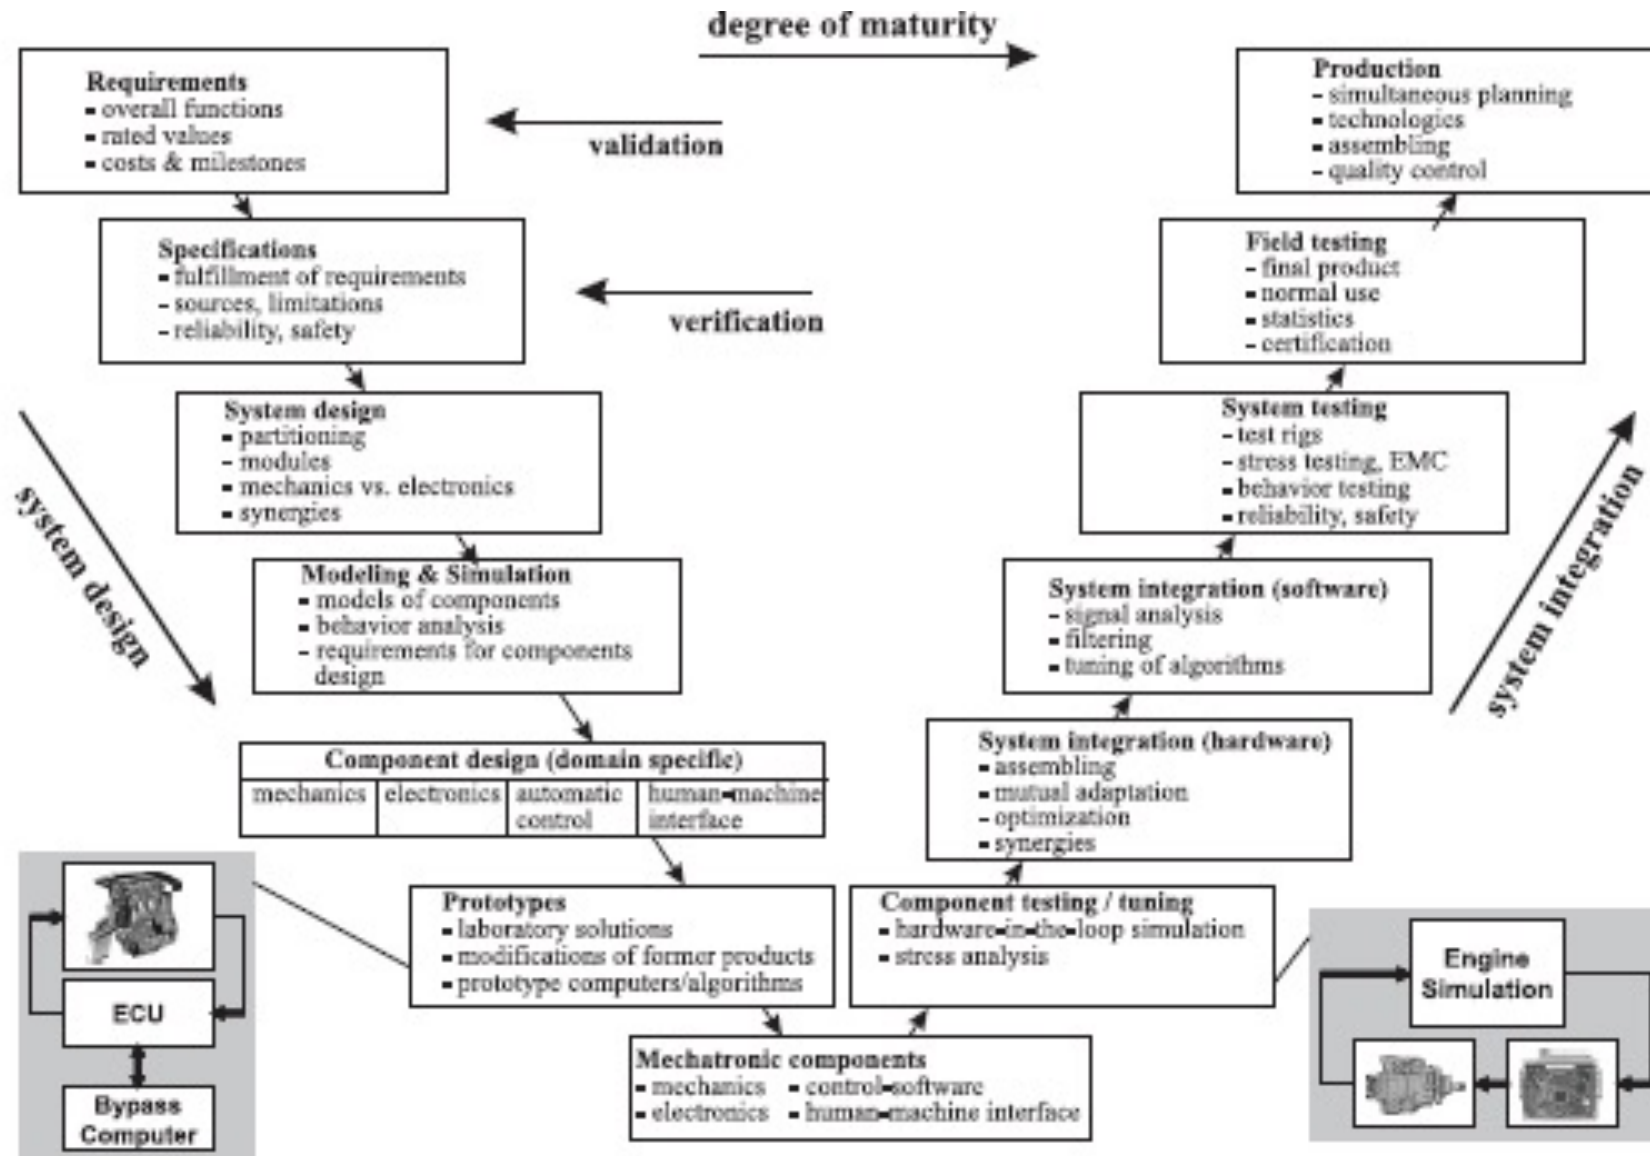 degree of maturity
Requirements
- overall functions
- rated values
- costs & milestones
validation
Production
- simultaneous planning
- technologies
- assembling
- quality control
Specifications
- fulfillment of requirements
- sources, limitations
- reliability, safety
verification
Field testing
- final product
- normal use
- statistics
- certification
system design
System design
- partitioning
- modules
- mechanics vs. electronics
- synergies
System testing
- test rigs
- stress testing, EMC
- behavior testing
- reliability, safety
system integration
Modeling & Simulation
- models of components
- behavior analysis
- requirements for components
design
System integration (software)
- signal analysis
- filtering
- tuning of algorithms
Component design (domain specific)
mechanics
electronics
automatic
control
human-machine
interface
System integration (hardware)
- assembling
- mutual adaptation
- optimization
- synergies
Prototypes
- laboratory solutions
- modifications of former products
- prototype computers/algorithms
Component testing / tuning
- hardware-in-the-loop simulation
- stress analysis
Mechatronic components
- mechanics - control-software
- electronics - human-machine interface
ECU
Bypass
Computer
Engine
Simulation